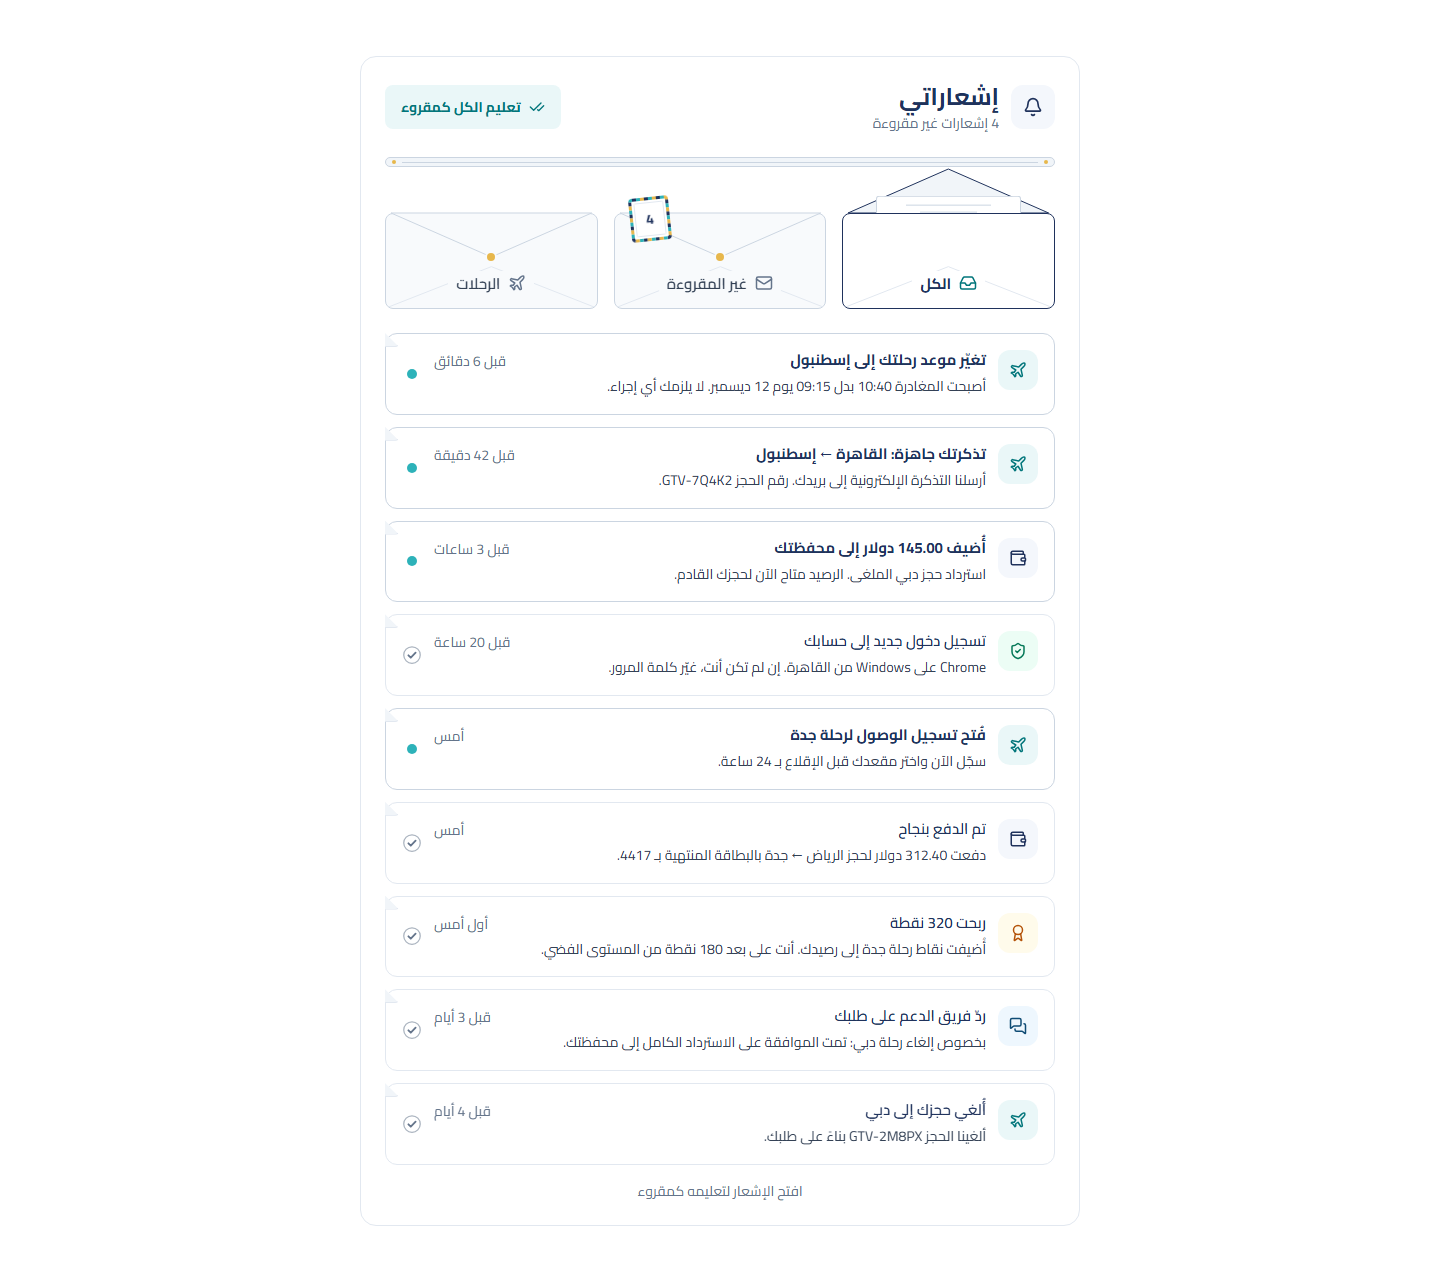 إشعاراتي
4 إشعارات غير مقروءة
تعليم الكل كمقروء
الكل
غير المقروءة
4
الرحلات
تغيّر موعد رحلتك إلى إسطنبول
قبل 6 دقائق
أصبحت المغادرة 10:40 بدل 09:15 يوم 12 ديسمبر. لا يلزمك أي إجراء.
تذكرتك جاهزة: القاهرة ← إسطنبول
قبل 42 دقيقة
أرسلنا التذكرة الإلكترونية إلى بريدك. رقم الحجز GTV-7Q4K2.
أُضيف 145.00 دولار إلى محفظتك
قبل 3 ساعات
استرداد حجز دبي الملغى. الرصيد متاح الآن لحجزك القادم.
تسجيل دخول جديد إلى حسابك
قبل 20 ساعة
Chrome على Windows من القاهرة. إن لم تكن أنت، غيّر كلمة المرور.
فُتح تسجيل الوصول لرحلة جدة
أمس
سجّل الآن واختر مقعدك قبل الإقلاع بـ 24 ساعة.
تم الدفع بنجاح
أمس
دفعت 312.40 دولار لحجز الرياض ← جدة بالبطاقة المنتهية بـ 4417.
ربحت 320 نقطة
أول أمس
أُضيفت نقاط رحلة جدة إلى رصيدك. أنت على بعد 180 نقطة من المستوى الفضي.
ردّ فريق الدعم على طلبك
قبل 3 أيام
بخصوص إلغاء رحلة دبي: تمت الموافقة على الاسترداد الكامل إلى محفظتك.
أُلغي حجزك إلى دبي
قبل 4 أيام
ألغينا الحجز GTV-2M8PX بناءً على طلبك.
افتح الإشعار لتعليمه كمقروء